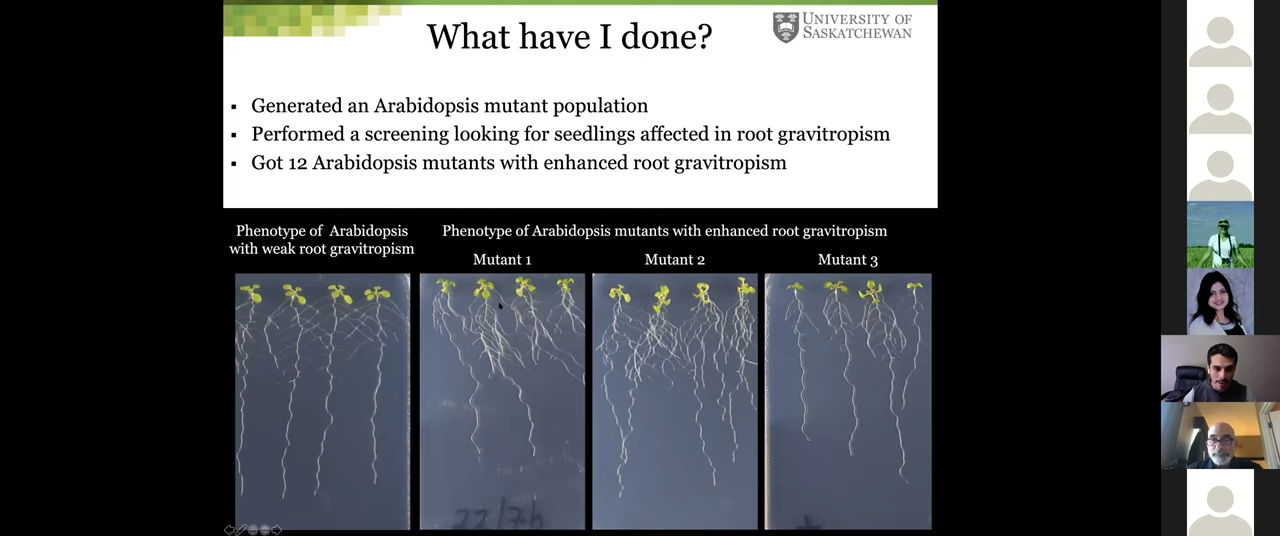 What have I done?
UNIVERSITY OF
SASKATCHEWAN
▪ Generated an Arabidopsis mutant population
▪ Performed a screening looking for seedlings affected in root gravitropism
▪ Got 12 Arabidopsis mutants with enhanced root gravitropism
Phenotype of Arabidopsis
with weak root gravitropism
Phenotype of Arabidopsis mutants with enhanced root gravitropism
Mutant 1
Mutant 2
Mutant 3